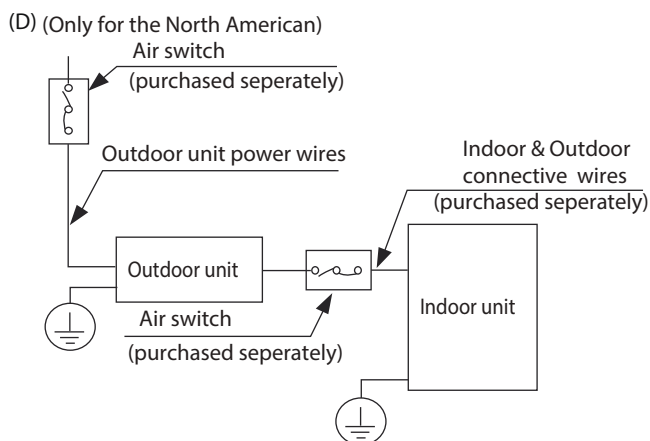 (D) (Only for the North American)
Air switch
(purchased seperately)
Outdoor unit power wires
Indoor & Outdoor
connective wires
(purchased seperately)
Outdoor unit
Indoor unit
Air switch
(purchased seperately)